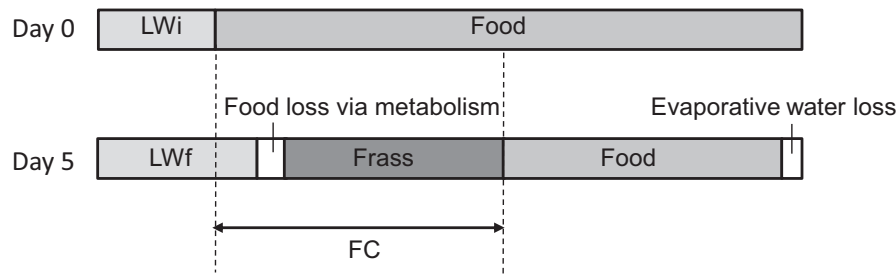 Day 0 LWi Food
Food loss via metabolism Evaporative water loss
Day 5 LWf Frass Food
FC